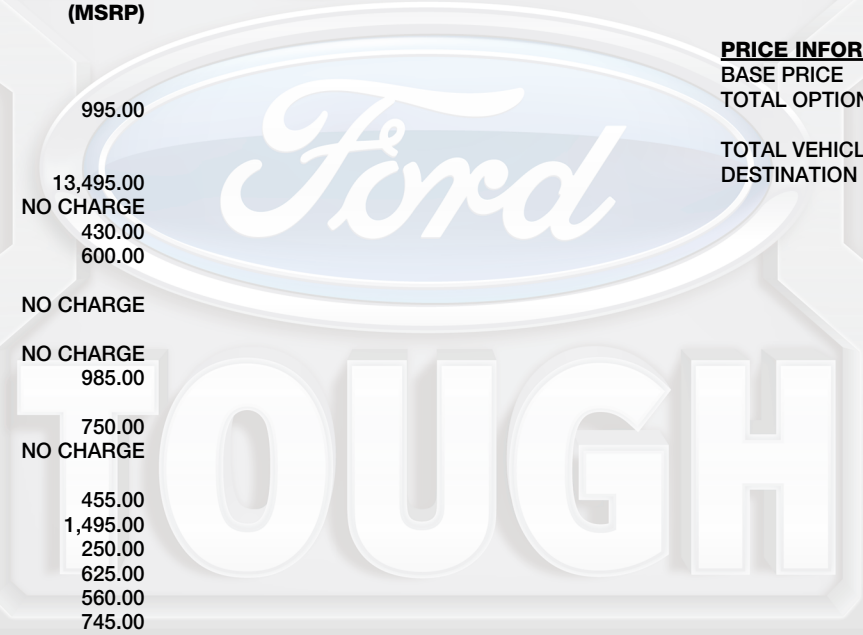 (MSRP)
995.00
13,495.00
NO CHARGE
430.00
600.00
NO CHARGE
NO CHARGE
985.00
750.00
NO CHARGE
455.00
1,495.00
250.00
625.00
560.00
745.00
PRICE INFOR
BASE PRICE
TOTAL OPTION
TOTAL VEHICL
DESTINATION
Ford
TOUGH